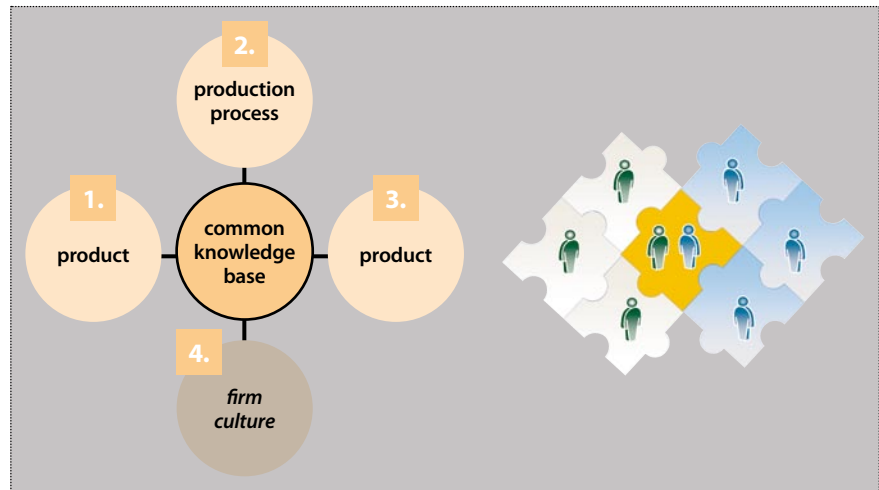 2.
production
process
1.
product
common
knowledge
base
3.
product
4.
firm
culture